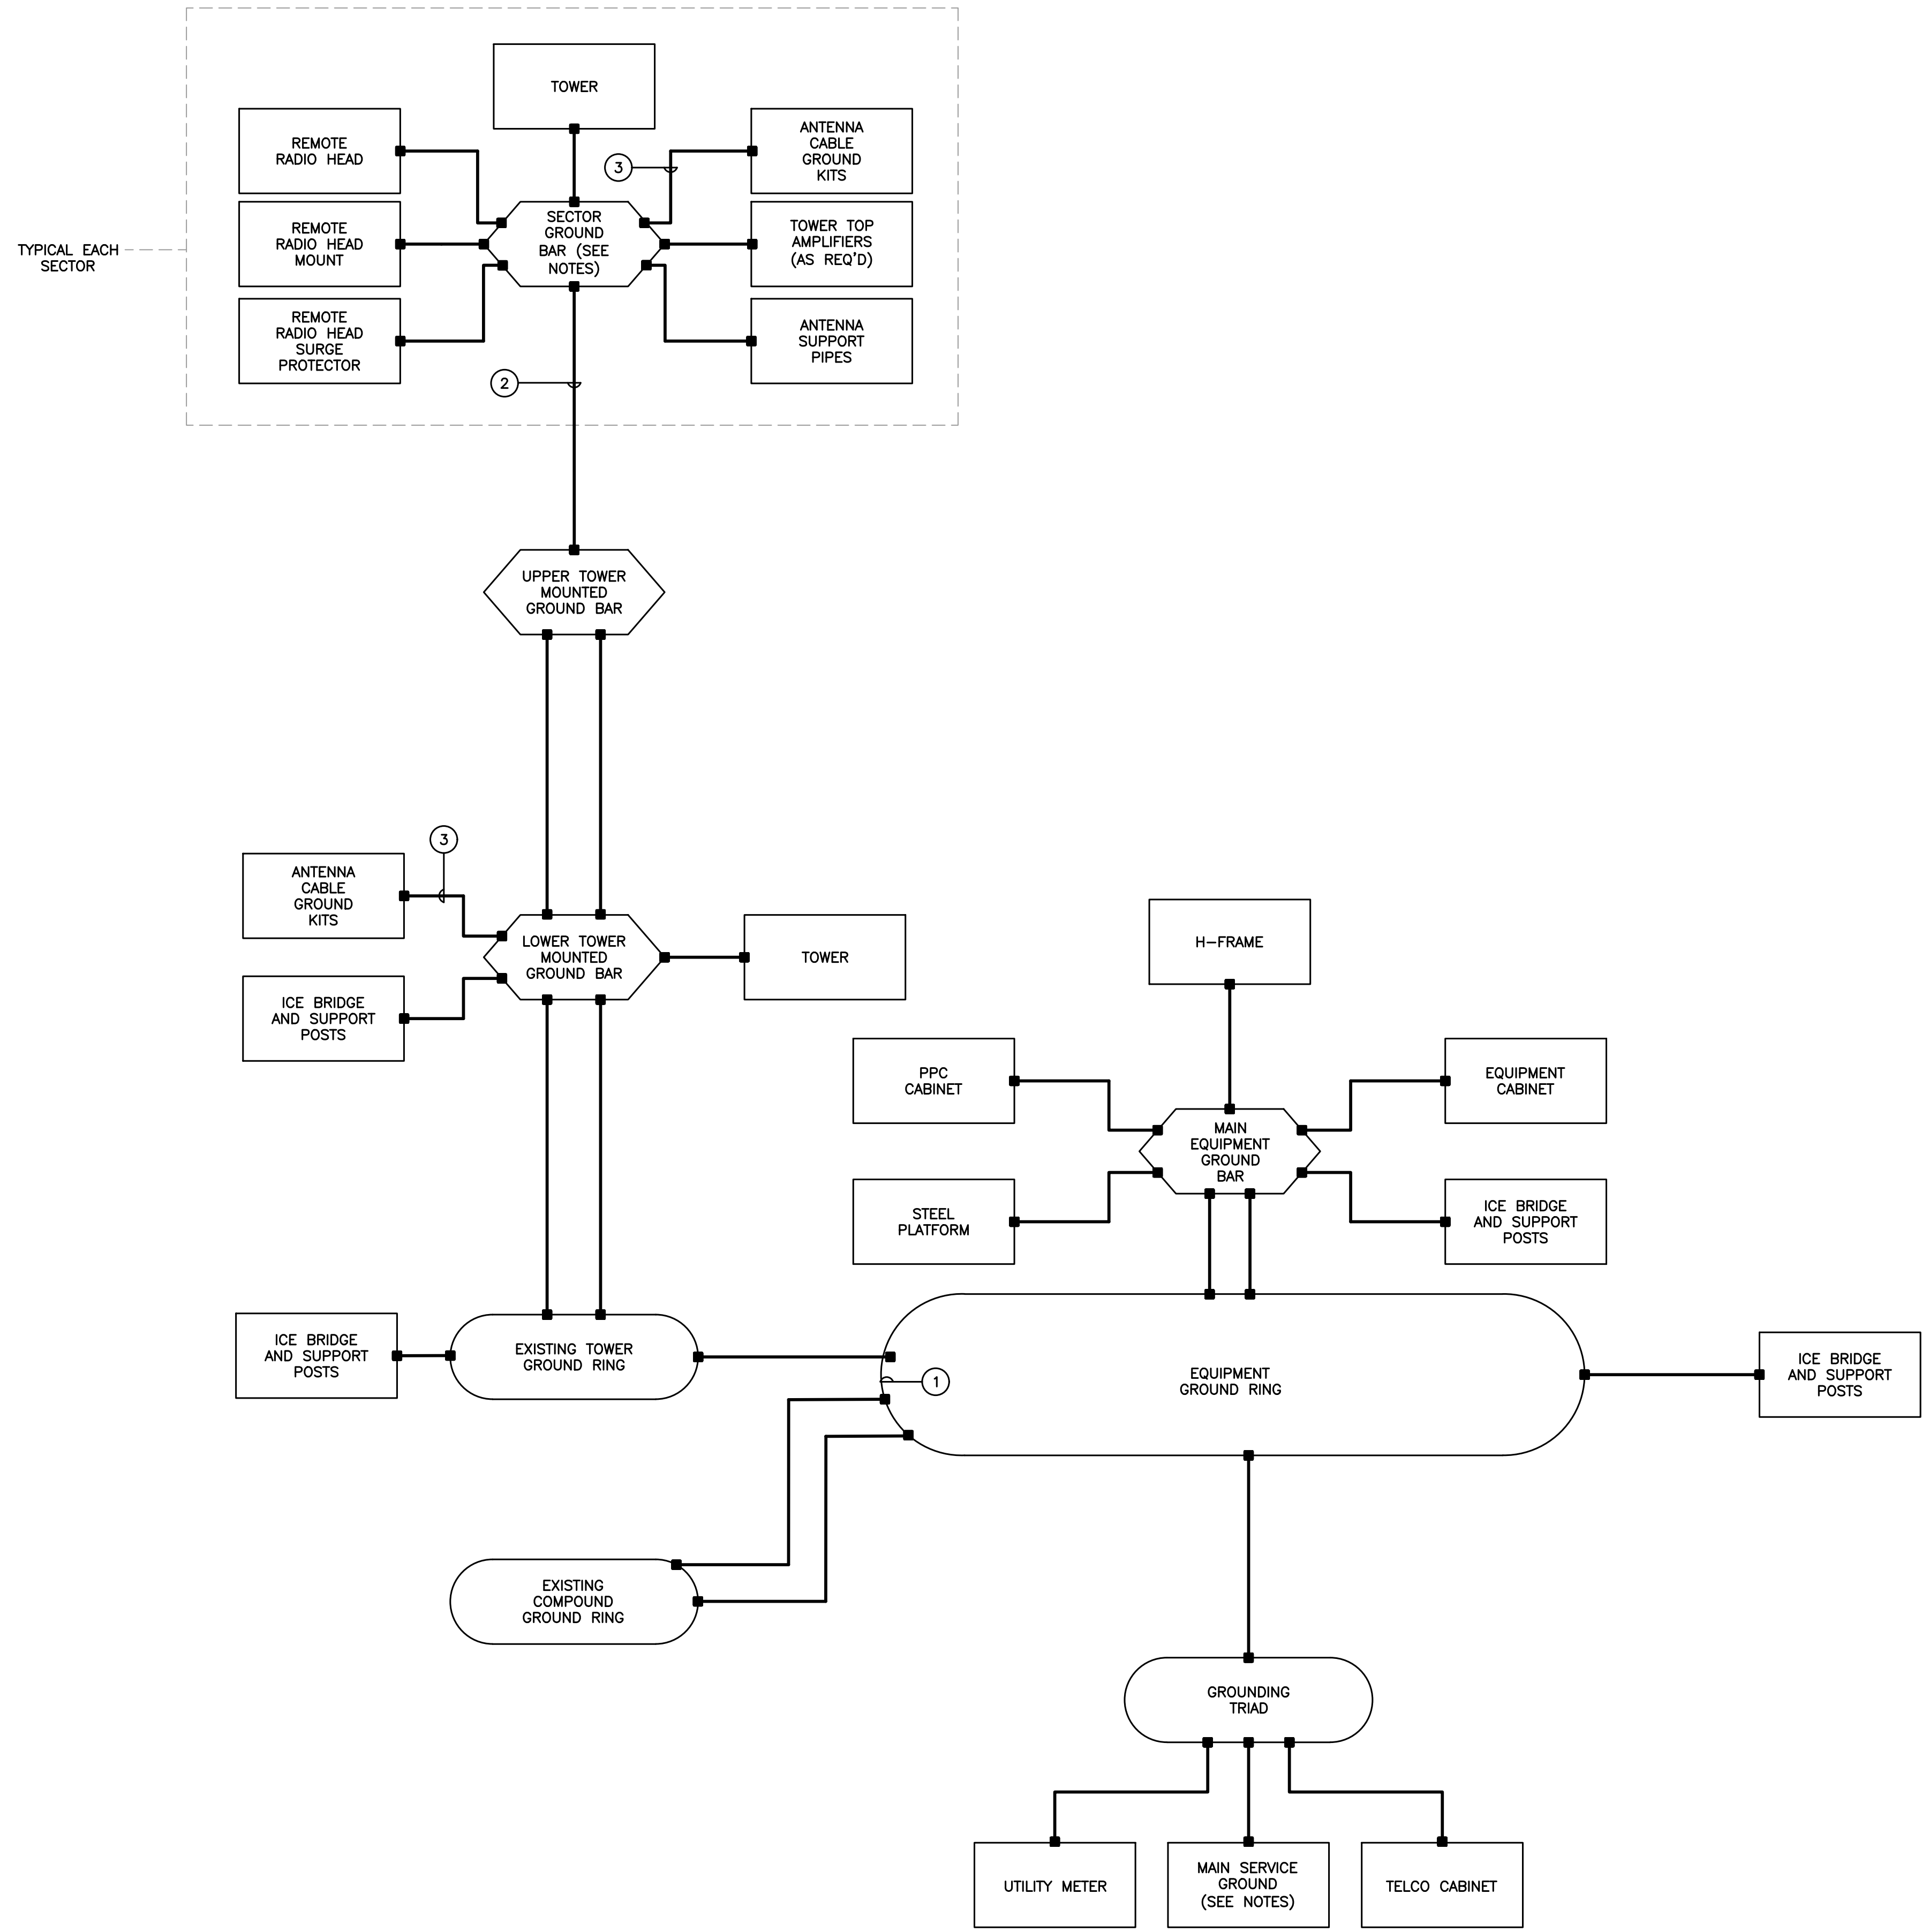 TOWER
REMOTE
RADIO HEAD
ANTENNA
CABLE
GROUND
KITS
3
REMOTE
RADIO HEAD
MOUNT
SECTOR
GROUND
BAR (SEE
NOTES)
TOWER TOP
AMPLIFIERS
(AS REQ'D)
TYPICAL EACH
SECTOR
REMOTE
RADIO HEAD
SURGE
PROTECTOR
ANTENNA
SUPPORT
PIPES
2
UPPER TOWER
MOUNTED
GROUND BAR
3
ANTENNA
CABLE
GROUND
KITS
LOWER TOWER
MOUNTED
GROUND BAR
TOWER
H-FRAME
ICE BRIDGE
AND SUPPORT
POSTS
PPC
CABINET
EQUIPMENT
CABINET
MAIN
EQUIPMENT
GROUND
BAR
STEEL
PLATFORM
ICE BRIDGE
AND SUPPORT
POSTS
ICE BRIDGE
AND SUPPORT
POSTS
EXISTING TOWER
GROUND RING
1
EQUIPMENT
GROUND RING
ICE BRIDGE
AND SUPPORT
POSTS
EXISTING
COMPOUND
GROUND RING
GROUNDING
TRIAD
UTILITY METER
MAIN SERVICE
GROUND
(SEE NOTES)
TELCO CABINET